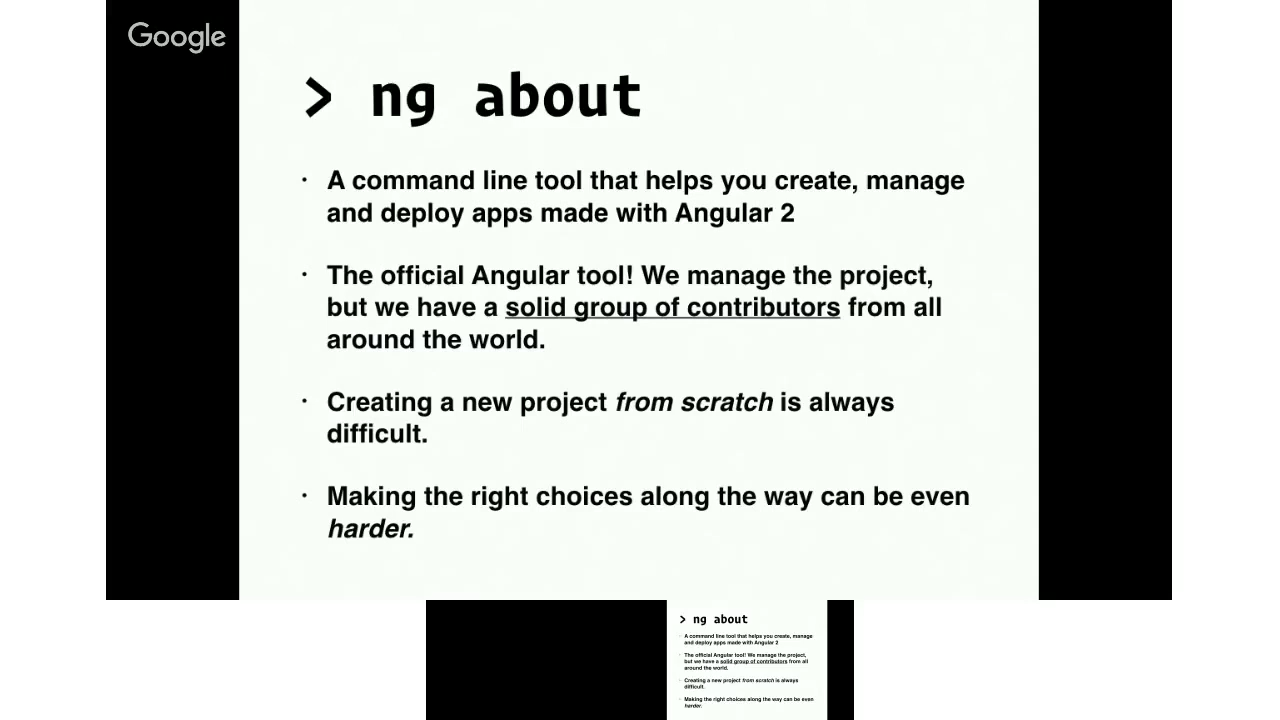 Google
> ng about
• A command line tool that helps you create, manage
and deploy apps made with Angular 2
• The official Angular tool! We manage the project,
but we have a solid group of contributors from all
around the world.
• Creating a new project from scratch is always
difficult.
• Making the right choices along the way can be even
harder.
> ng about
• A command line tool that helps you create, manage
and deploy apps made with Angular 2
• The official Angular tool! We manage the project,
but we have a solid group of contributors from all
around the world.
• Creating a new project from scratch is always
difficult.
• Making the right choices along the way can be even
harder.